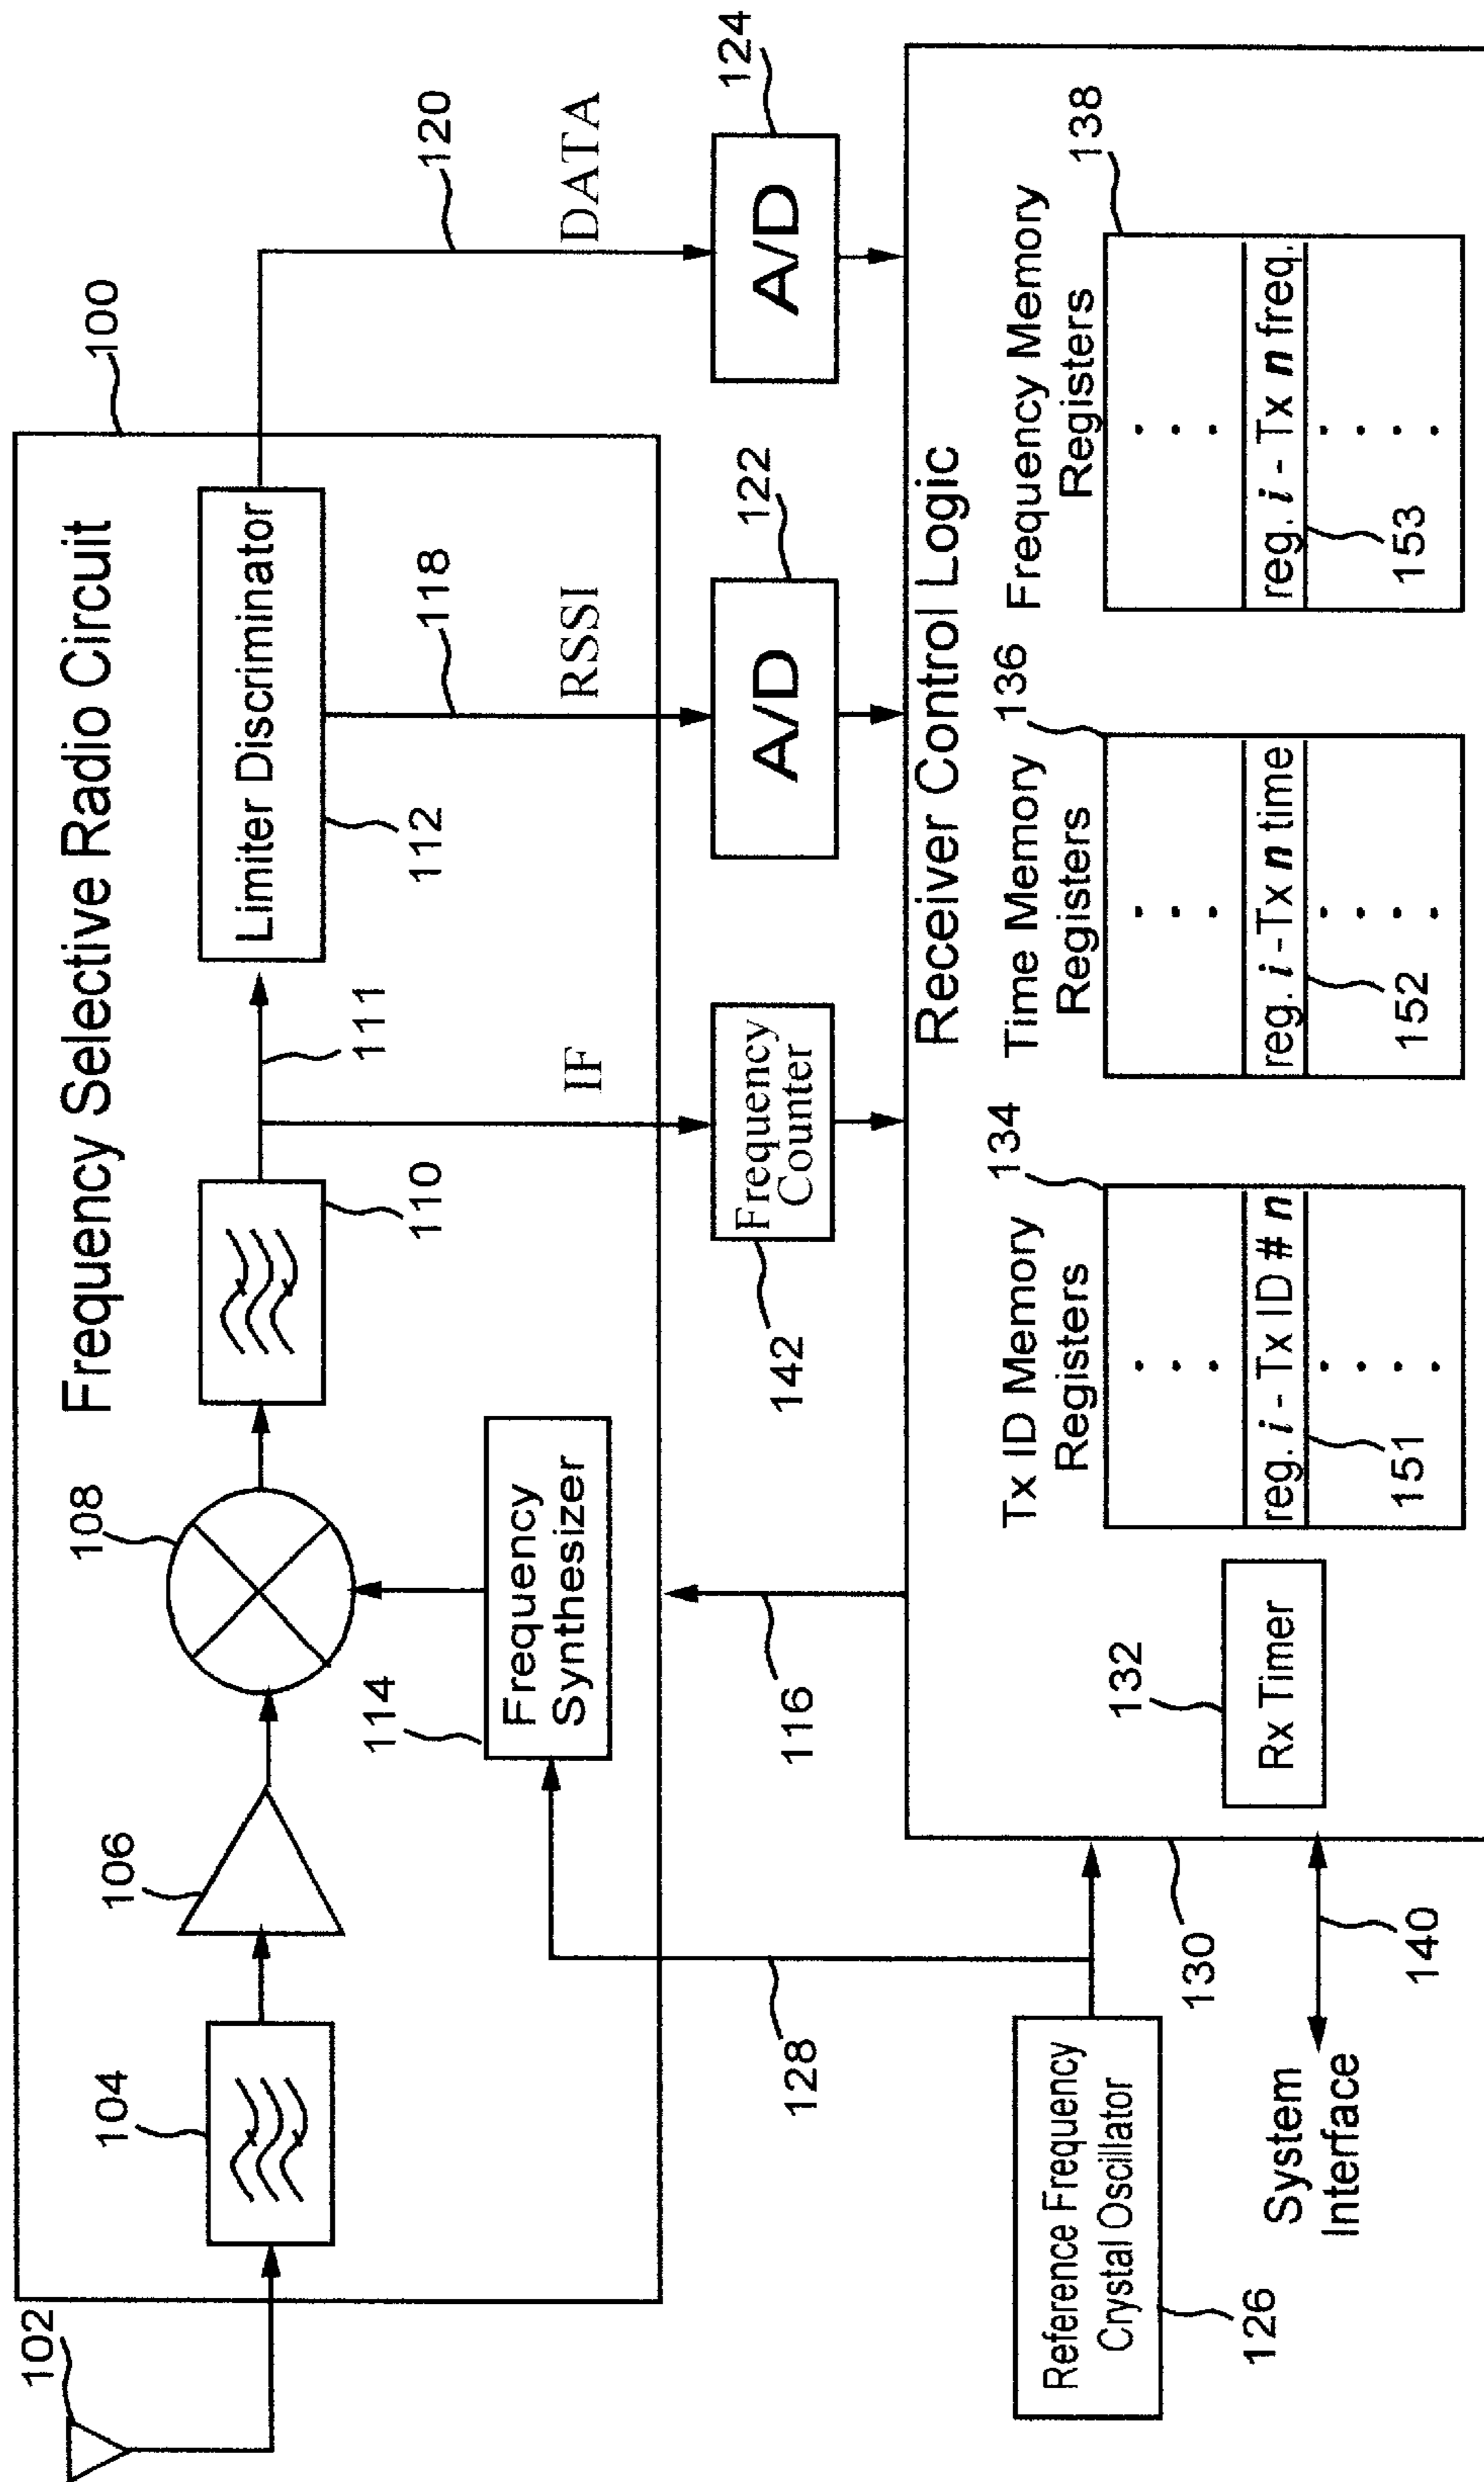 102
104
106
108
110
111
Frequency Selective Radio Circuit
100
Limiter Discriminator
112
114
Frequency
Synthesizer
IF
118
RSSI
120
DATA
128
116
142
Frequency
Counter
A/D
122
A/D
124
Reference Frequency
Crystal Oscillator
126
130
System
Interface
140
Receiver Control Logic
132
Rx Timer
Tx ID Memory
Registers
134
reg. i - Tx ID # n
151
Time Memory
Registers
136
reg. i -Tx n time
152
Frequency Memory
Registers
138
reg. i - Tx n freq.
153